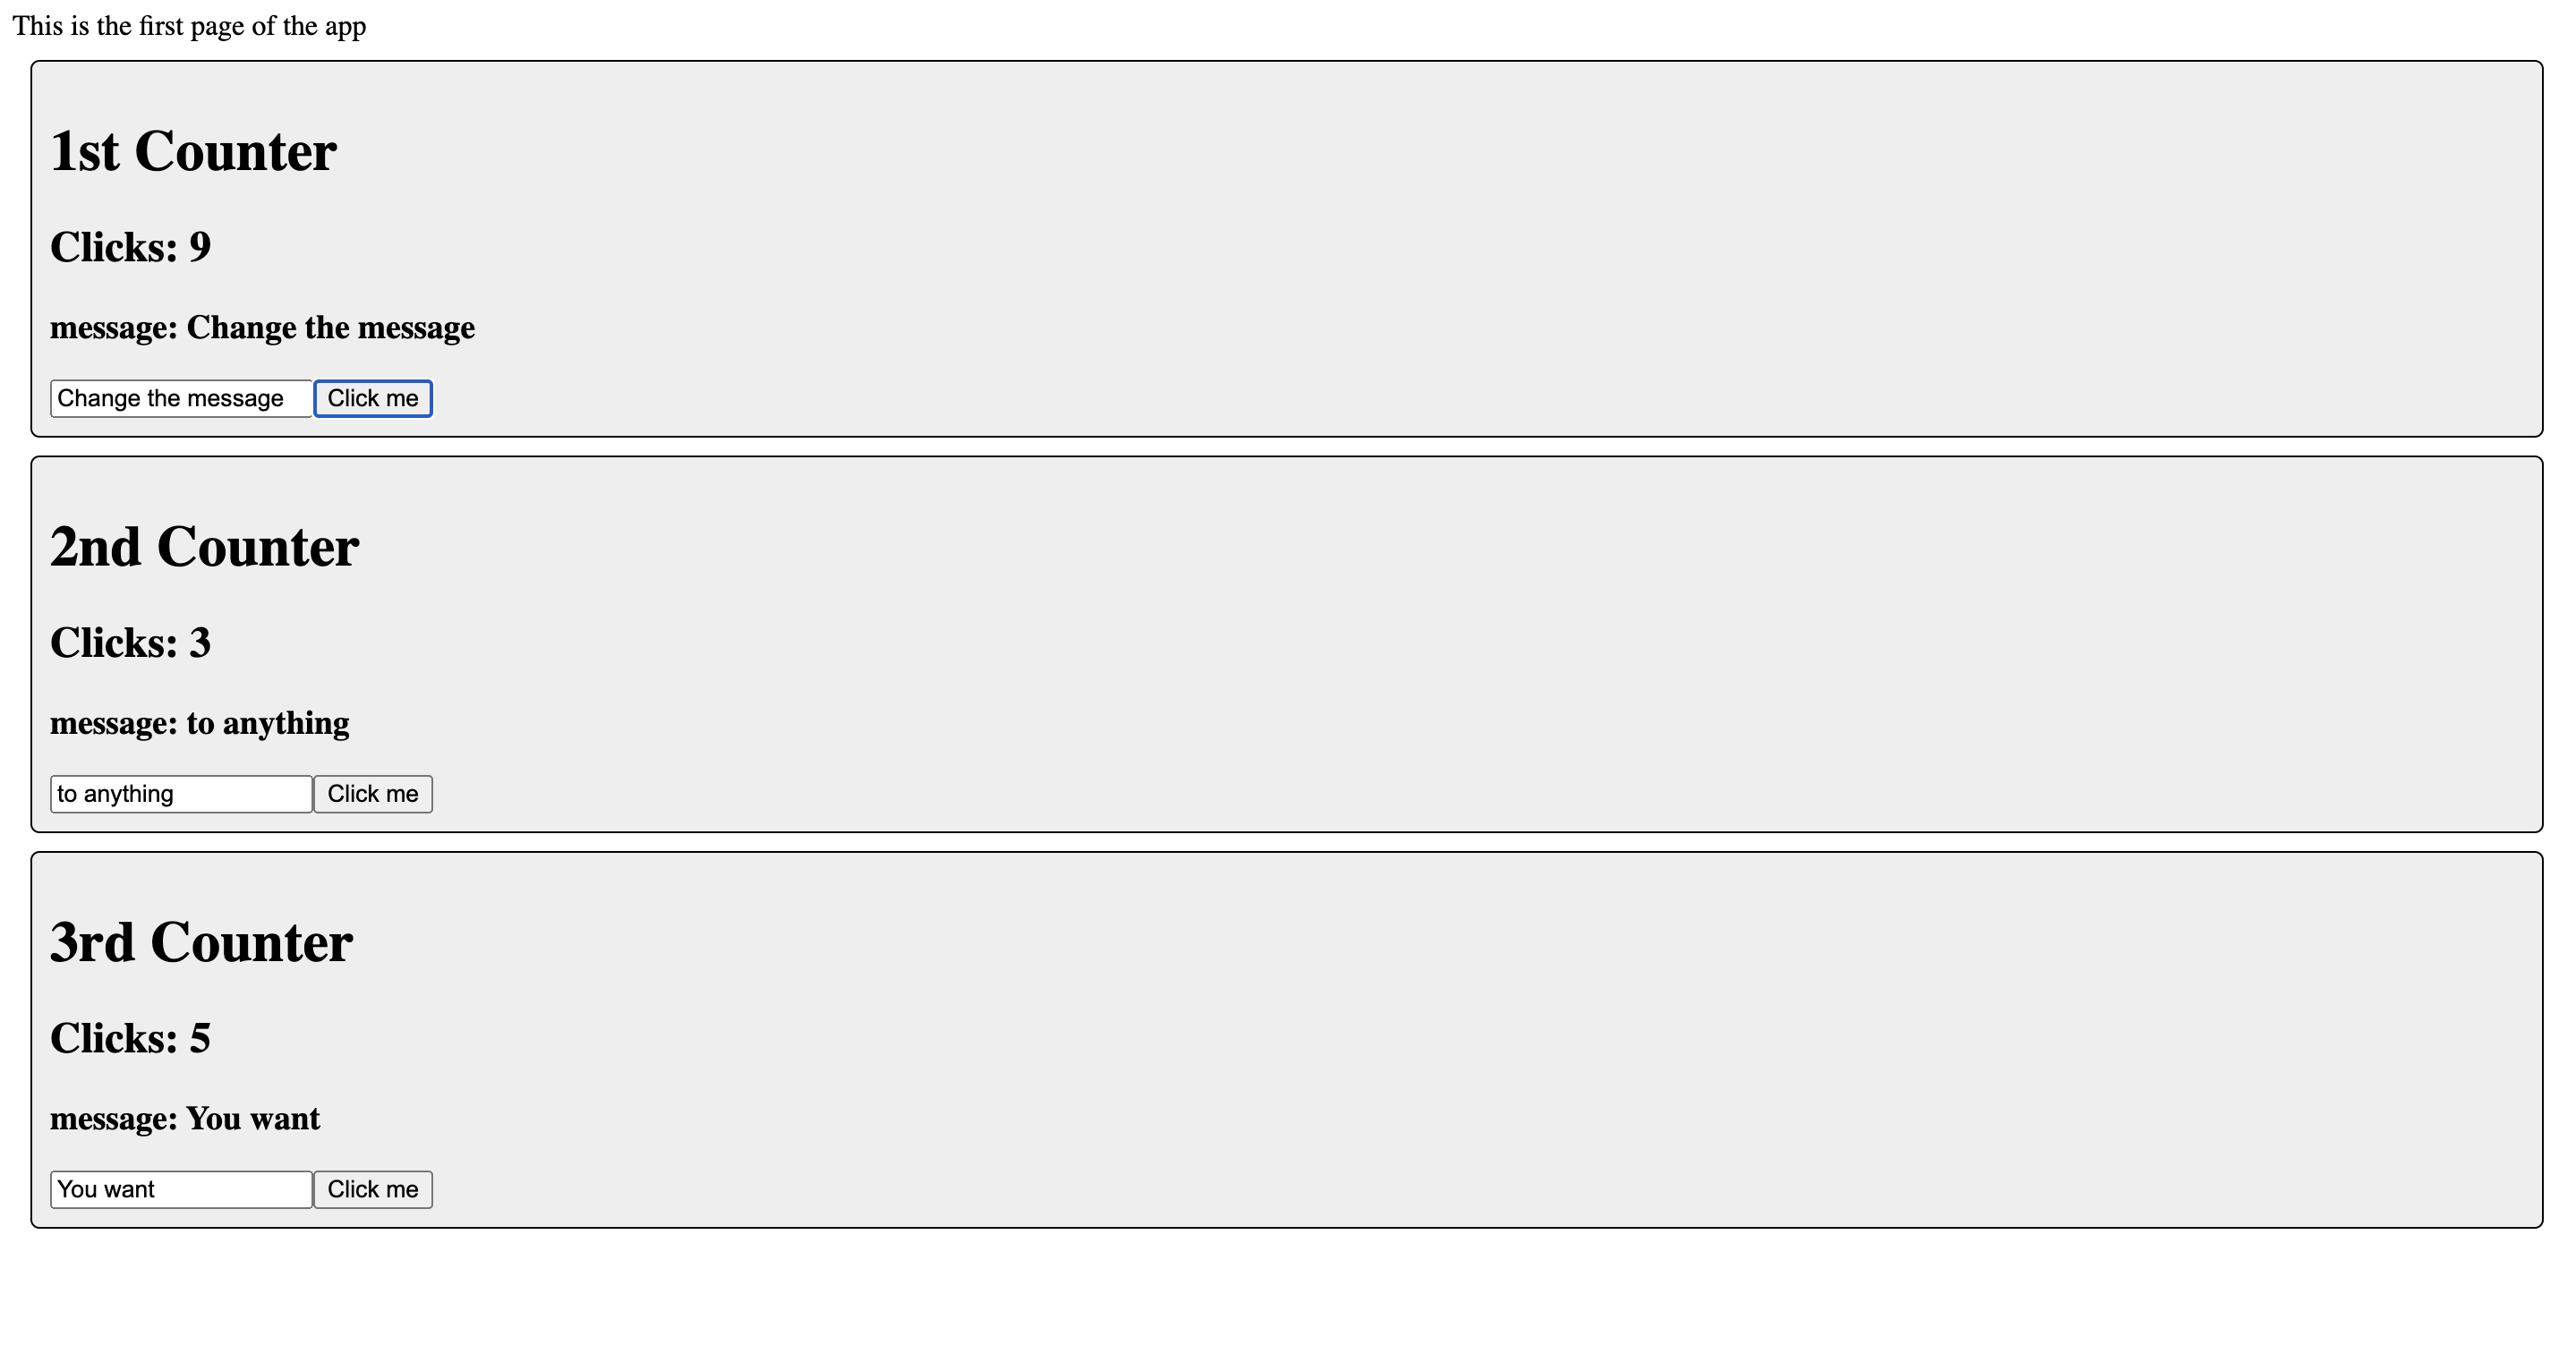 This is the first page of the app
1st Counter
Clicks: 9
message: Change the message
Change the message Click me
2nd Counter
Clicks: 3
message: to anything
to anything Click me
3rd Counter
Clicks: 5
message: You want
You want Click me